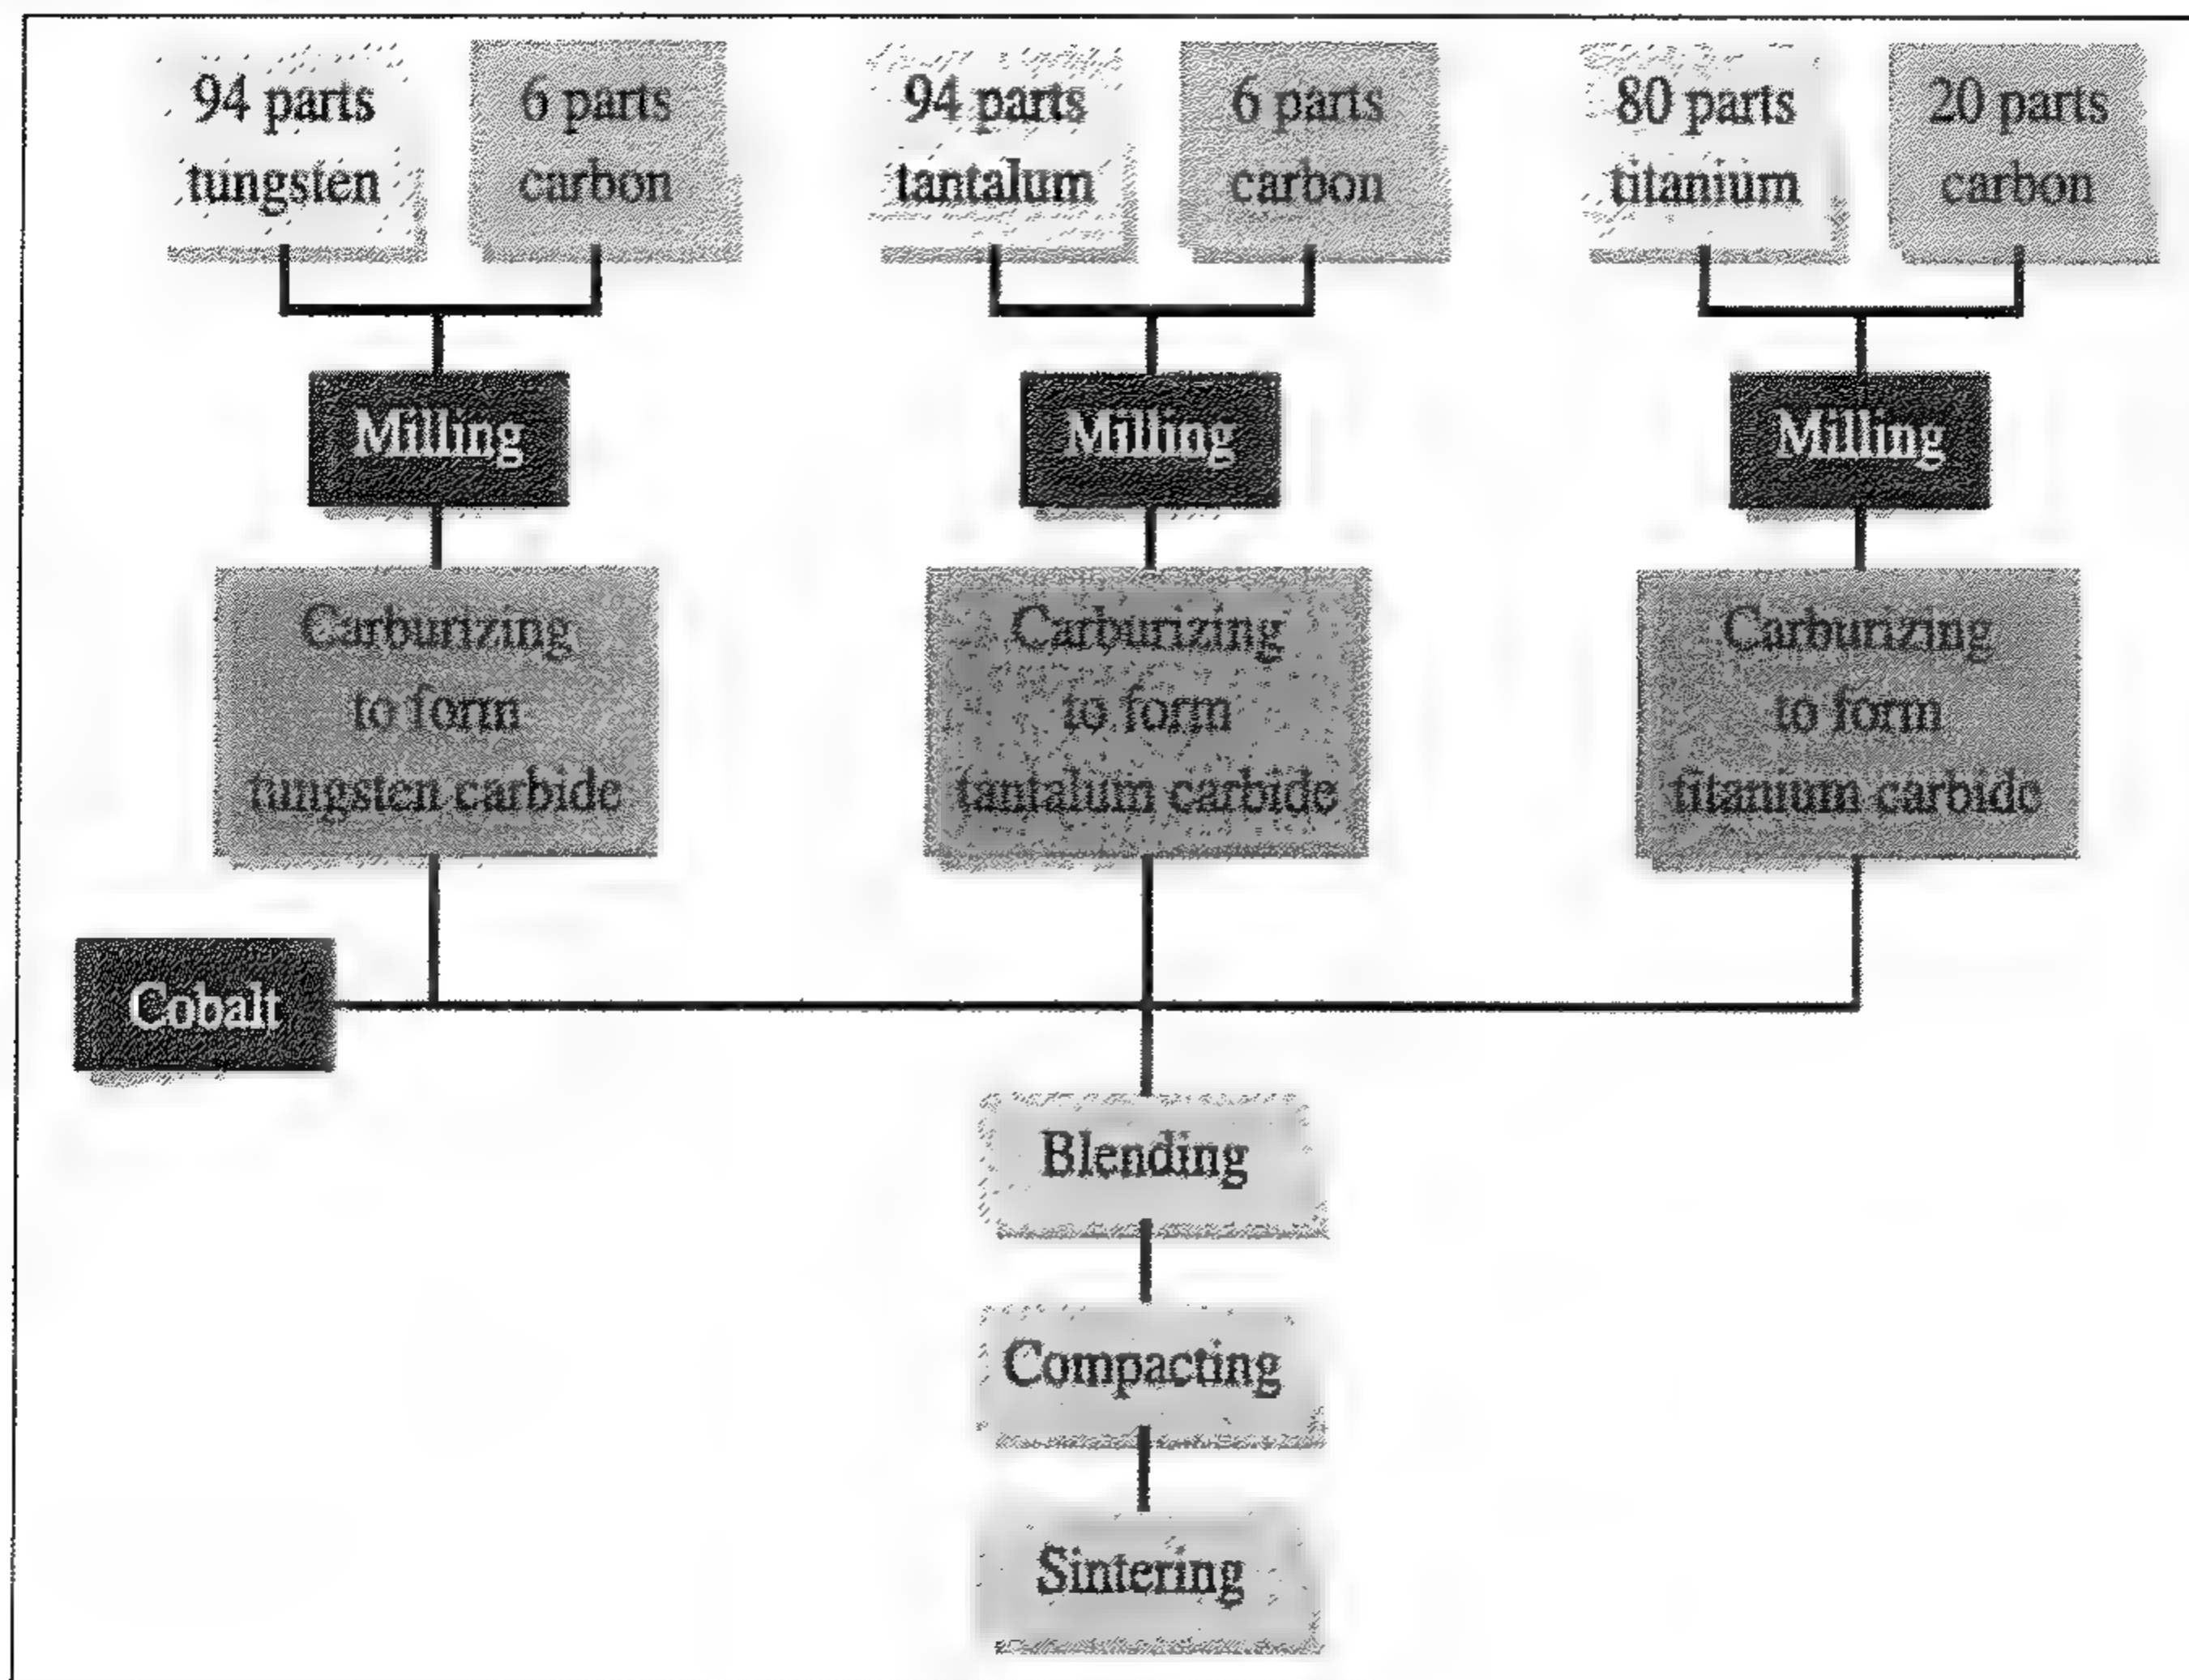 94 parts
tungsten
6 parts
carbon
94 parts
tantalum
6 parts
carbon
80 parts
titanium
20 parts
carbon
Milling
Milling
Milling
Carburizing
to form
tungsten carbide
Carburizing
to form
tantalum carbide
Carburizing
to form
titanium carbide
Cobalt
Blending
Compacting
Sintering